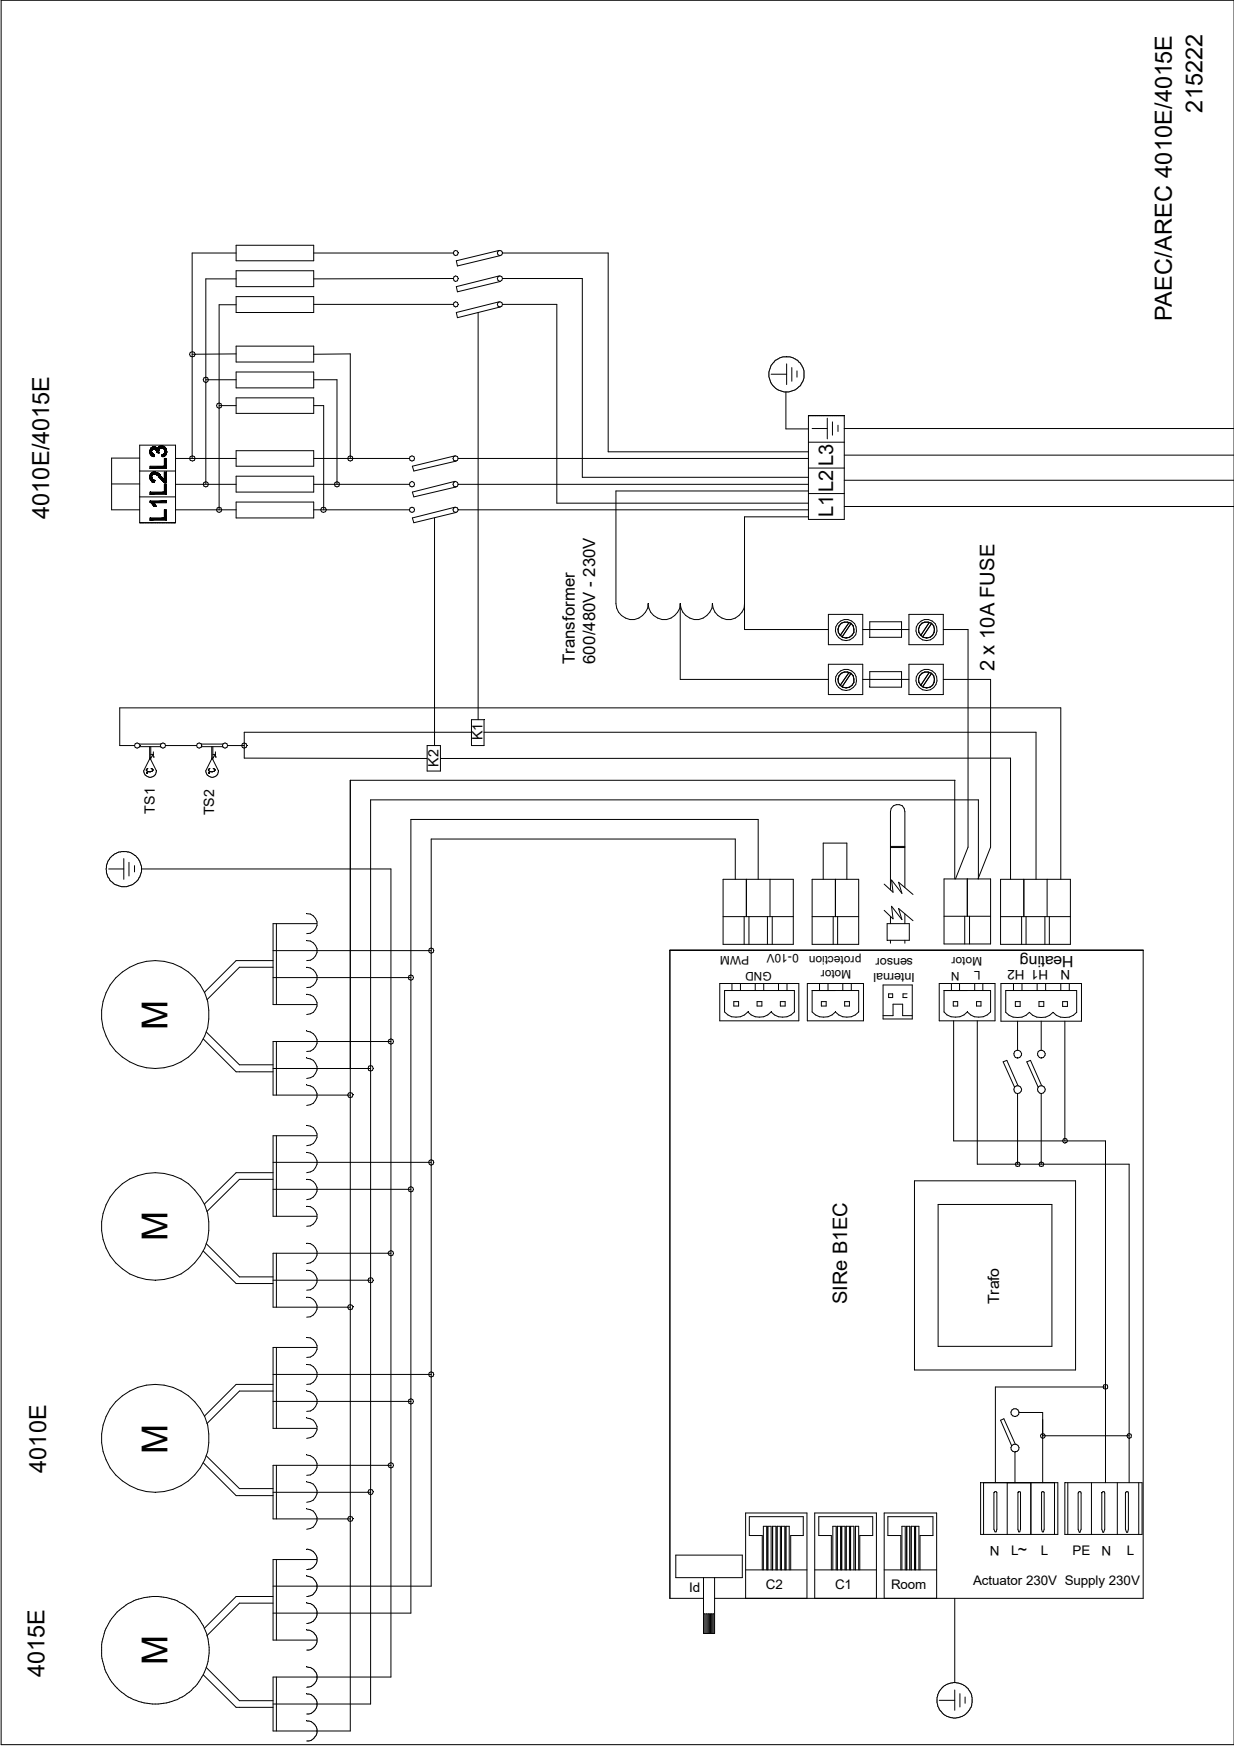 PAEC/AREC 4010E/4015E
215222
4010E/4015E
L1 L2 L3
L1 L2 L3
Transformer
600/480V - 230V
2 x 10A FUSE
K1
K2
TS1
TS2
°C
°C
M
M
M
M
4010E
4015E
PWM
GND
0-10V
Motor
protection
Internal
sensor
Motor
N
L
Heating
H2
H1
N
SIRe B1EC
Trafo
Id
C2
C1
Room
N L~ L
PE N L
Actuator 230V
Supply 230V